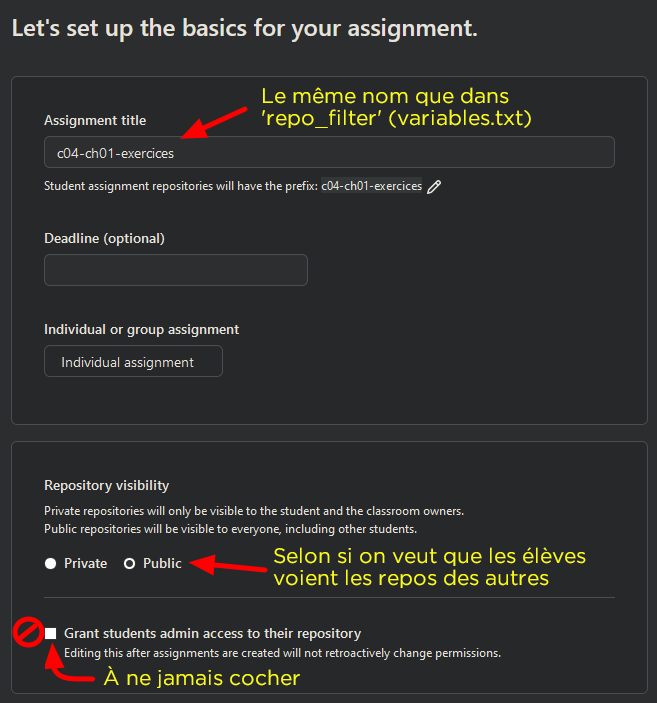 Let's set up the basics for your assignment.
Le même nom que dans
'repo_filter' (variables.txt)
Assignment title
c04-ch01-exercices
Student assignment repositories will have the prefix: c04-ch01-exercices
Deadline (optional)
Individual or group assignment
Individual assignment
Repository visibility
Private repositories will only be visible to the student and the classroom owners.
Public repositories will be visible to everyone, including other students.
Private
Public
Selon si on veut que les élèves
voient les repos des autres
Grant students admin access to their repository
Editing this after assignments are created will not retroactively change permissions.
À ne jamais cocher